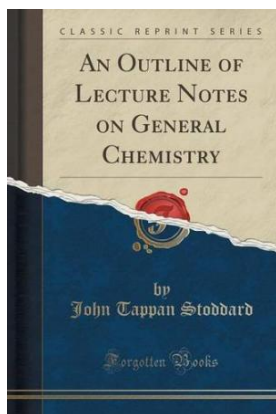 CLASSIC REPRINT SERIES
AN OUTLINE OF
LECTURE NOTES
ON GENERAL
CHEMISTRY
by
John Tappan Stoddard
Forgotten Books